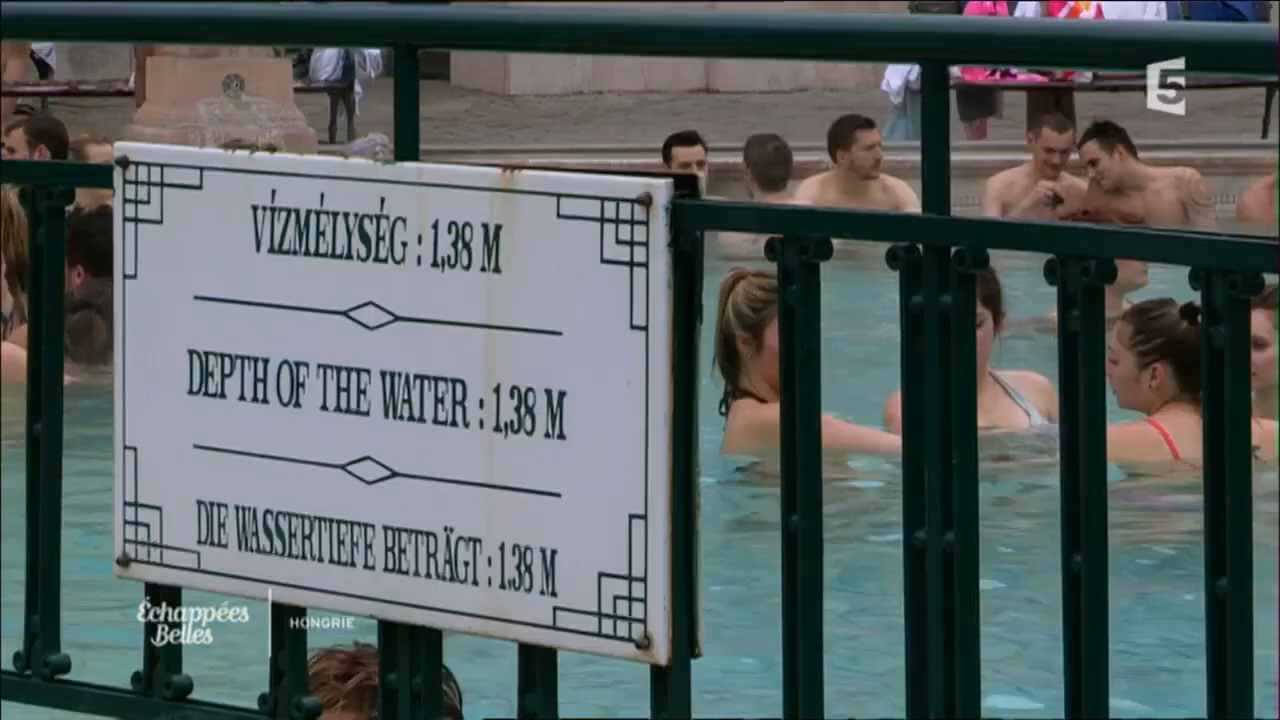 5
VÍZMÉLYSÉG : 1,38 M
DEPTH OF THE WATER : 1,38 M
DIE WASSERTIEFE BETRÄGT : 1.38 M
Échappées
Belles
HONGRIE